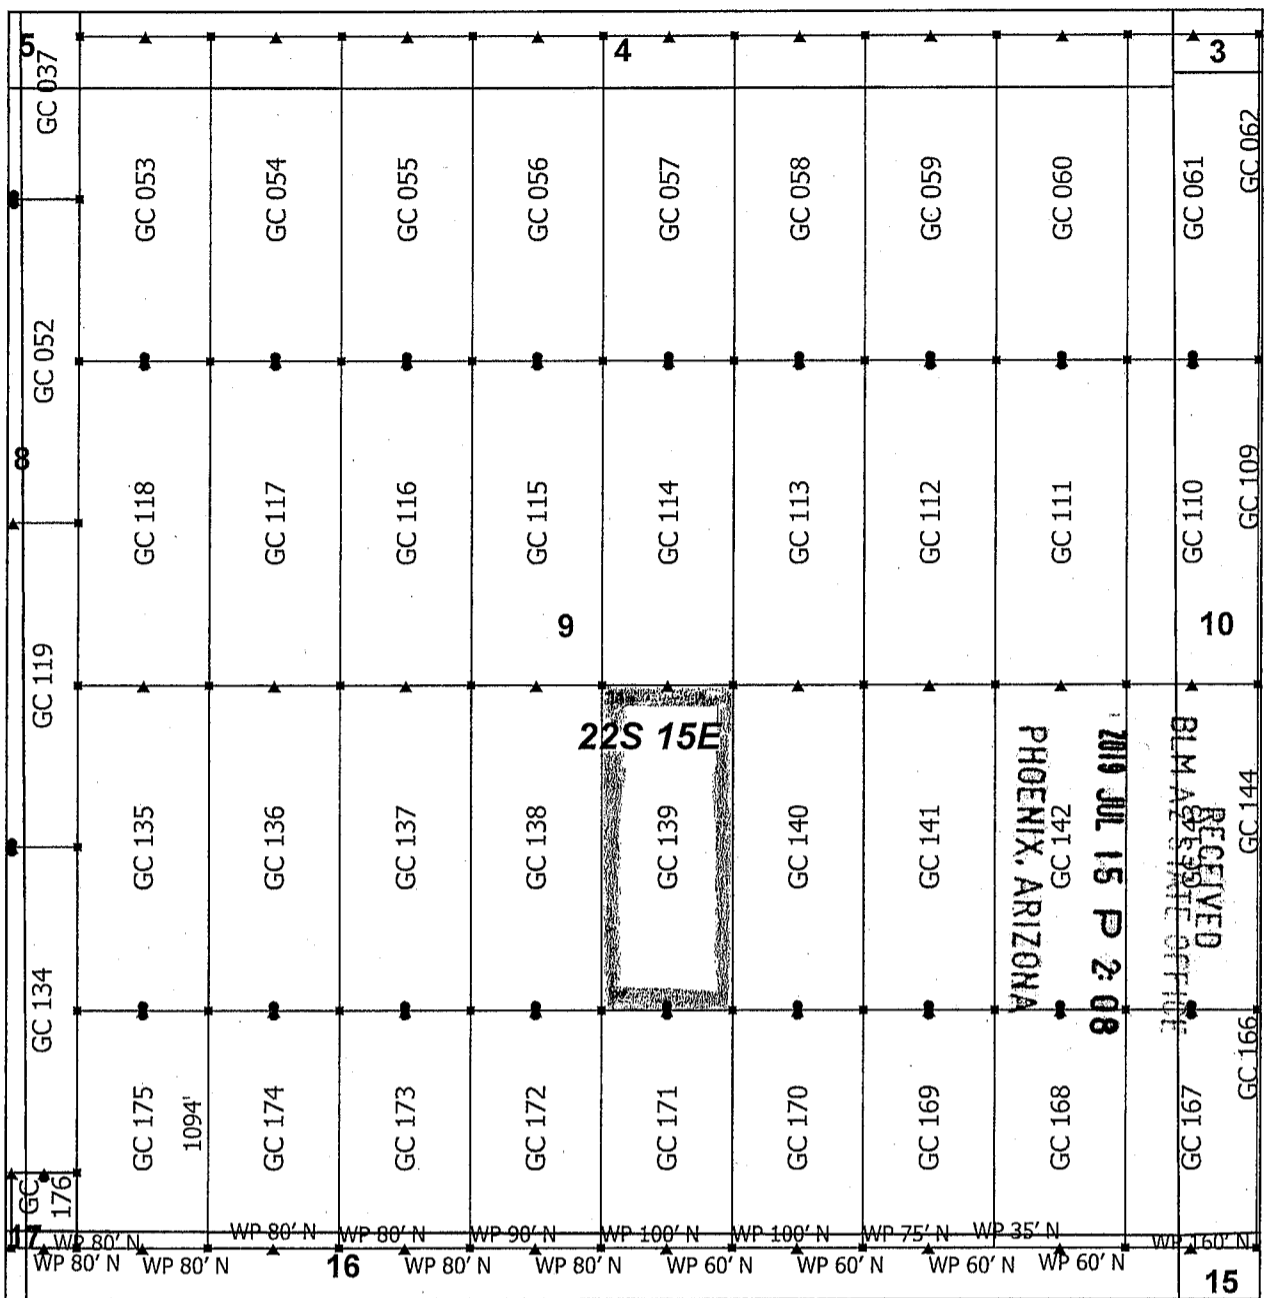 5
4
3
GC 037
GC 053
GC 054
GC 055
GC 056
GC 057
GC 058
GC 059
GC 060
GC 061
GC 062
GC 052
8
GC 118
GC 117
GC 116
GC 115
GC 114
GC 113
GC 112
GC 111
GC 110
GC 109
9
10
GC 119
22S 15E
GC 135
GC 136
GC 137
GC 138
GC 139
GC 140
GC 141
GC 142
GC 144
RECEIVED
BLM AZ STATE OFFICE
2019 JUL 15 P 2:08
PHOENIX, ARIZONA
GC 134
GC 175
1094'
GC 174
GC 173
GC 172
GC 171
GC 170
GC 169
GC 168
GC 167
GC 166
GC
176
17
WP 80' N
WP 80' N
WP 80' N
WP 90' N
WP 100' N
WP 100' N
WP 75' N
WP 35' N
WP 160' N
WP 80' N
WP 80' N
16
WP 80' N
WP 80' N
WP 60' N
WP 60' N
WP 60' N
WP 60' N
15